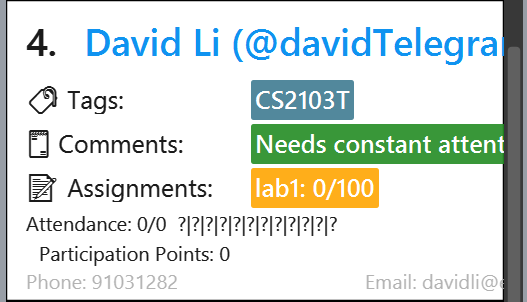 4. David Li (@davidTelegra
Tags: CS2103T
Comments: Needs constant attent
Assignments: lab1: 0/100
Attendance: 0/0 ?|?|?|?|?|?|?|?|?|?|?|?
Participation Points: 0
Phone: 91031282 Email: davidli@